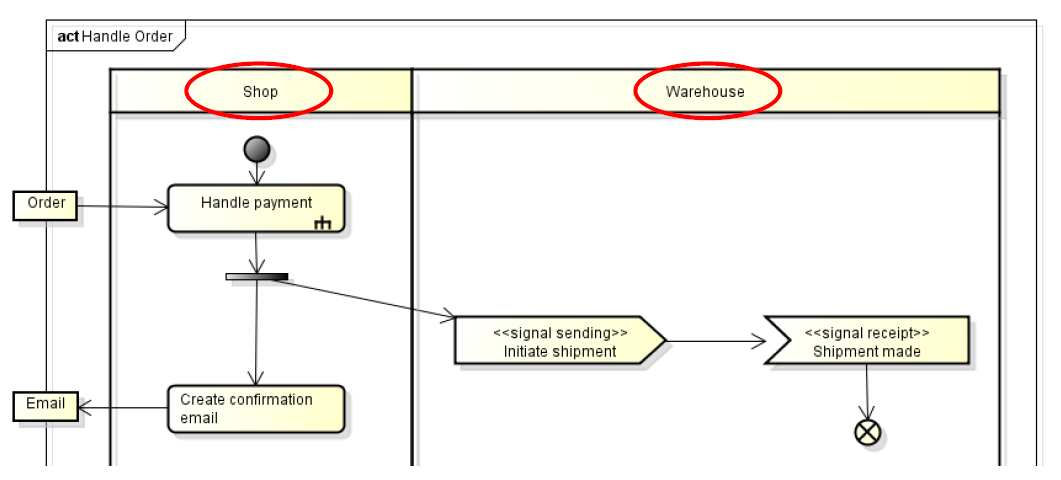 act Handle Order
Shop
Warehouse
Order
Handle payment
<<signal sending>>
Initiate shipment
<<signal receipt>>
Shipment made
Email
Create confirmation
email